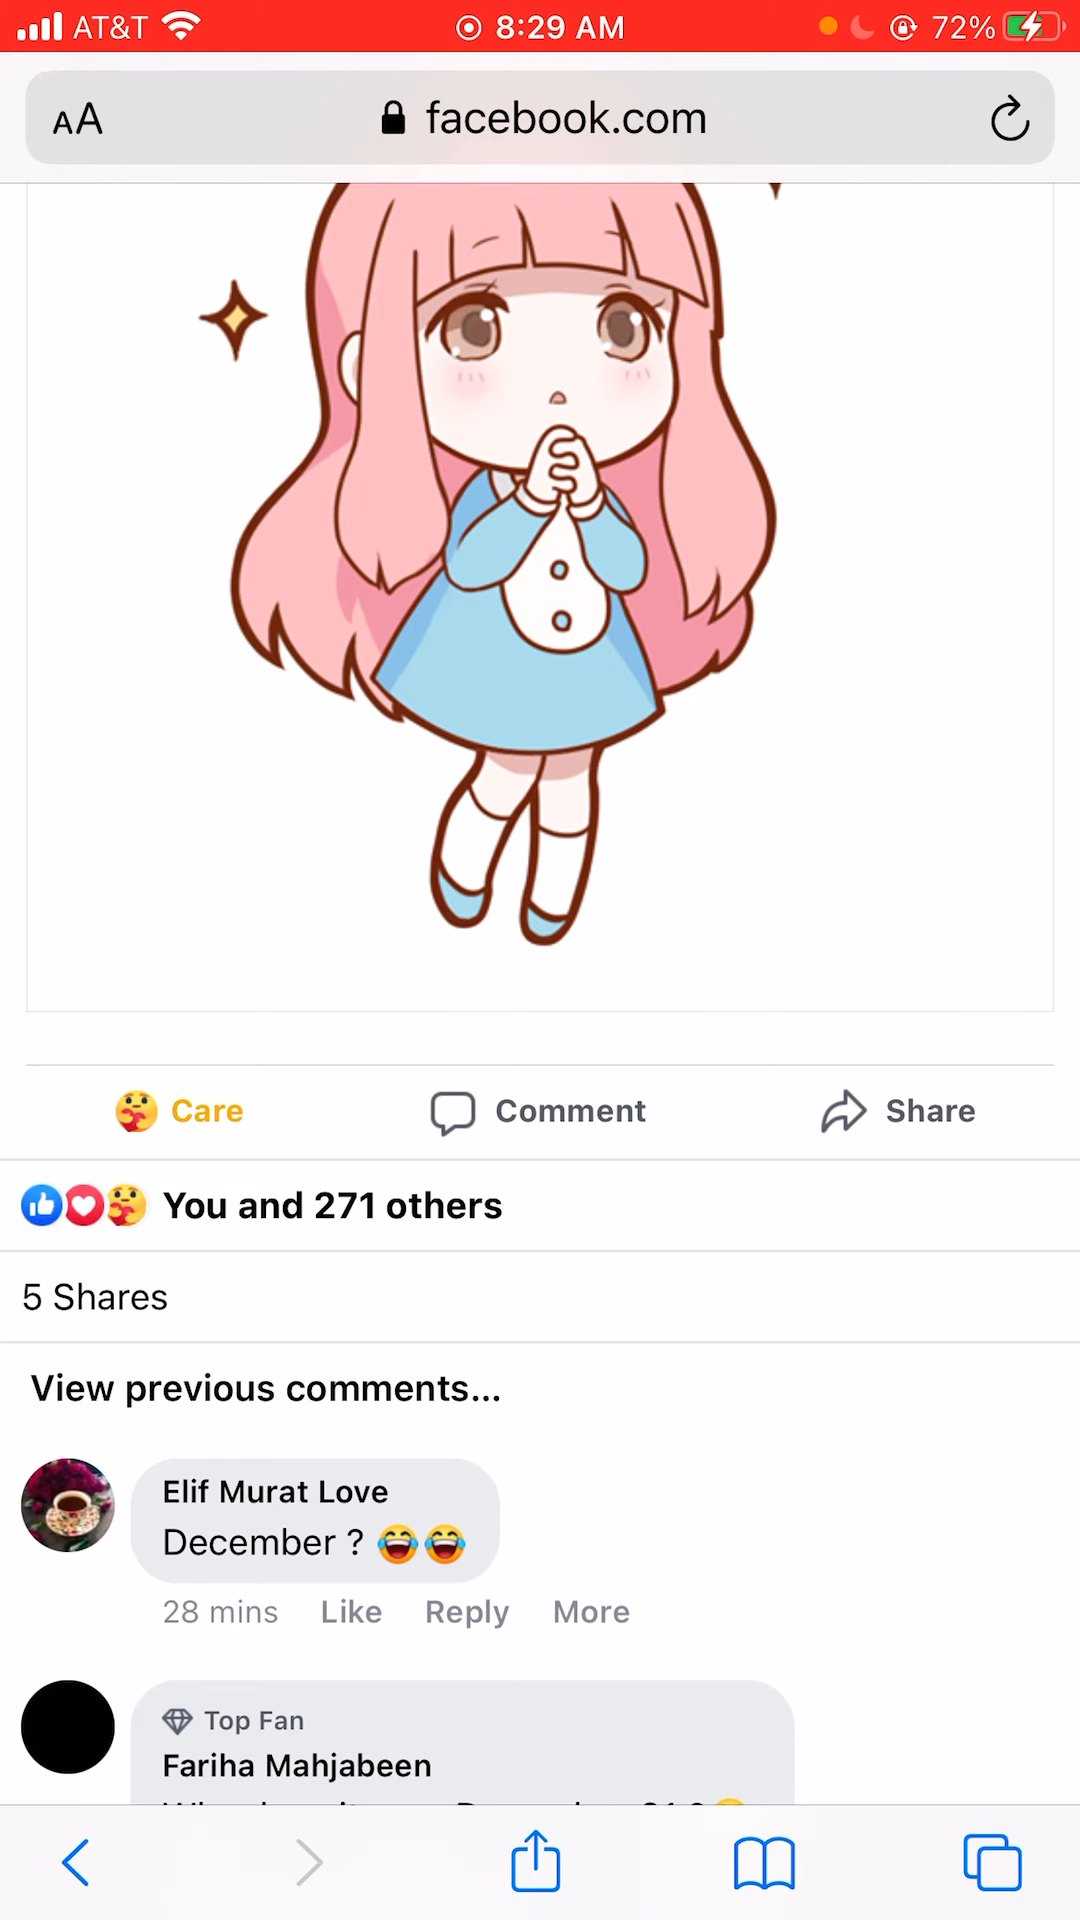 AT&T 8:29 AM 72%
AA facebook.com
Care Comment Share
You and 271 others
5 Shares
View previous comments...
Elif Murat Love
December ? 😂😂
28 mins Like Reply More
Top Fan
Fariha Mahjabeen